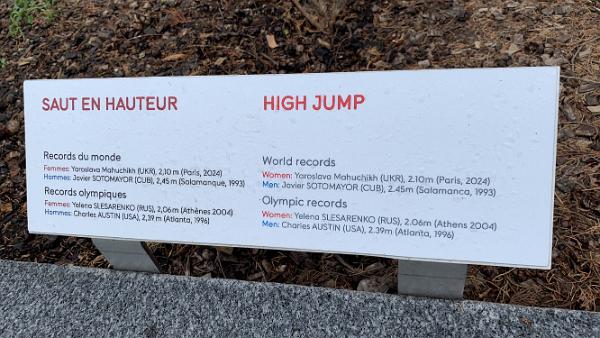 SAUT EN HAUTEUR
Records du monde
Femmes: Yaroslava Mahuchikh (UKR), 2,10 m (Paris, 2024)
Hommes: Javier SOTOMAYOR (CUB), 2,45 m (Salamanque, 1993)
Records olympiques
Femmes: Yelena SLESARENKO (RUS), 2,06m (Athènes 2004)
Hommes: Charles AUSTIN (USA), 2,39 m (Atlanta, 1996)
HIGH JUMP
World records
Women: Yaroslava Mahuchikh (UKR), 2.10m (Paris, 2024)
Men: Javier SOTOMAYOR (CUB), 2.45m (Salamanca, 1993)
Olympic records
Women: Yelena SLESARENKO (RUS), 2.06m (Athens 2004)
Men: Charles AUSTIN (USA), 2.39m (Atlanta, 1996)